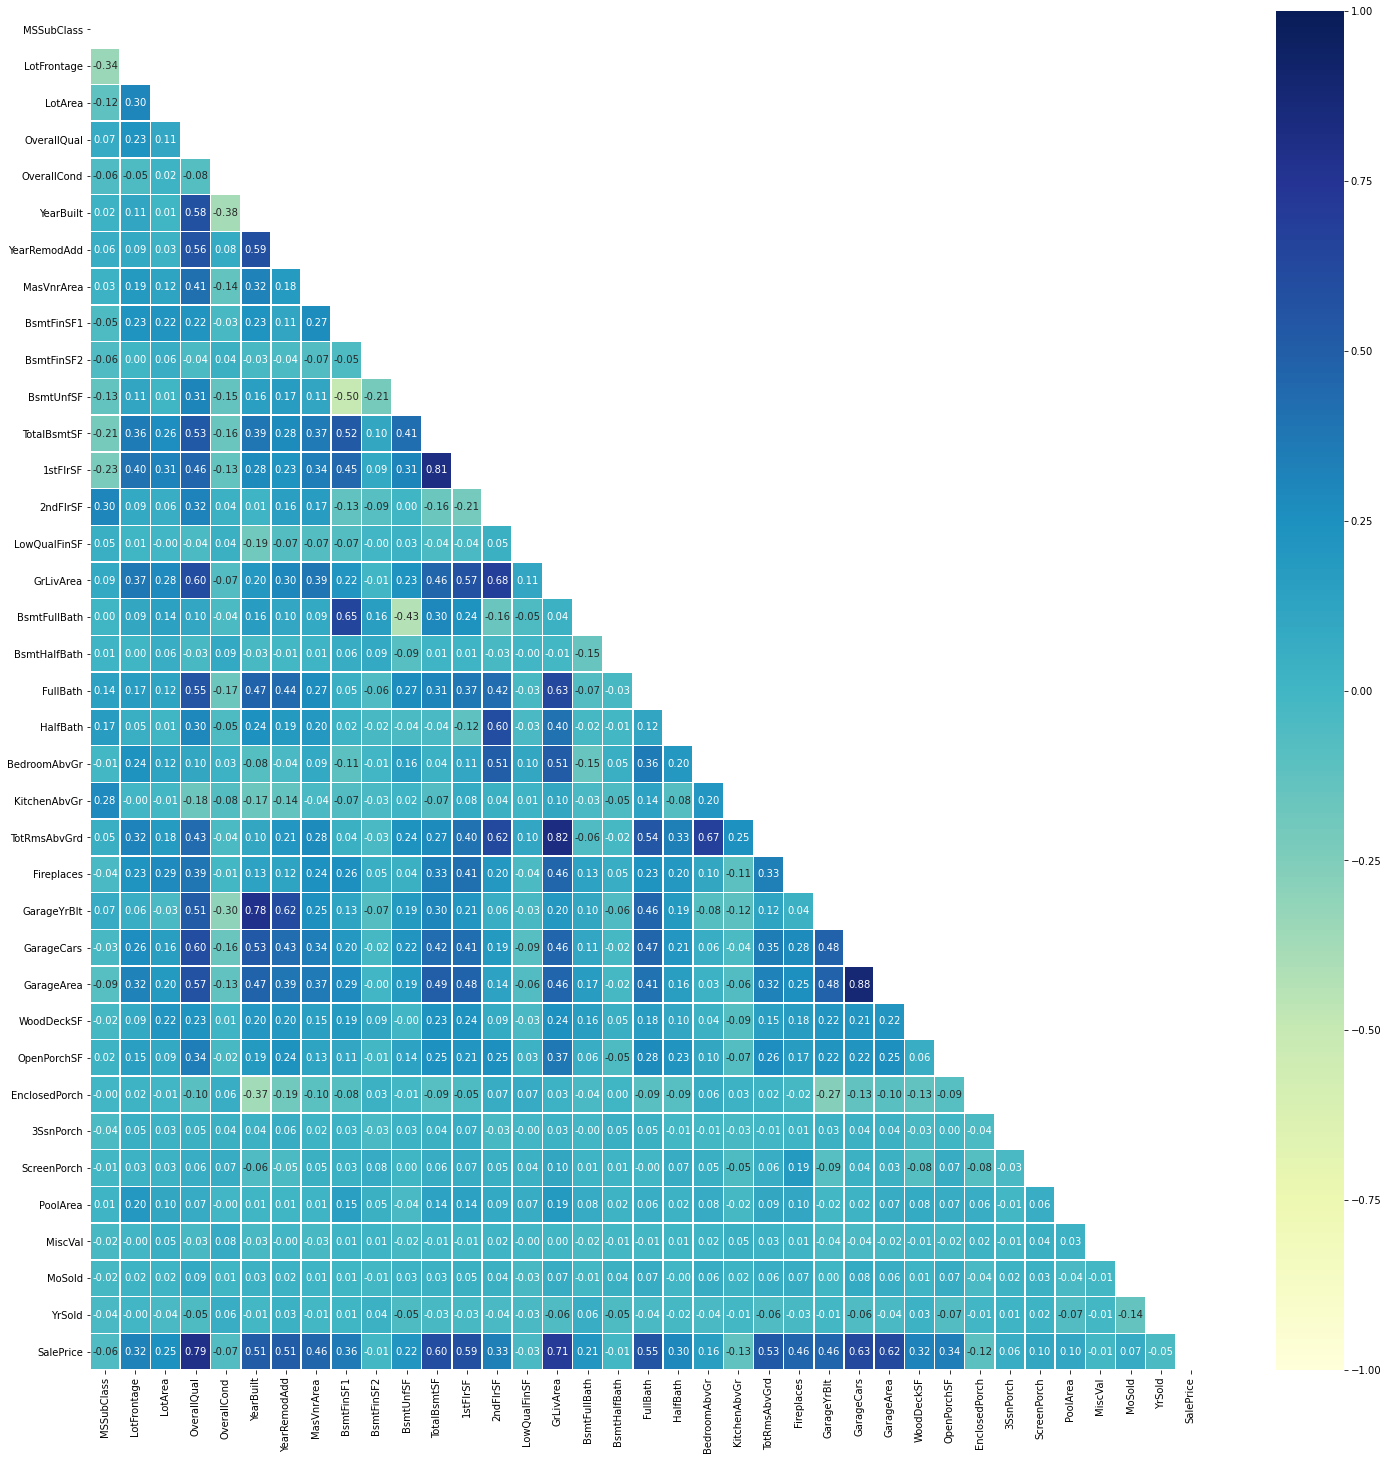 MSSubClass
LotFrontage -0.34
LotArea -0.12 0.30
OverallQual 0.07 0.23 0.11
OverallCond -0.06 -0.05 0.02 -0.08
YearBuilt 0.02 0.11 0.01 0.58 -0.38
YearRemodAdd 0.06 0.09 0.03 0.56 0.08 0.59
MasVnrArea 0.03 0.19 0.12 0.41 -0.14 0.32 0.18
BsmtFinSF1 -0.05 0.23 0.22 0.22 -0.03 0.23 0.11 0.27
BsmtFinSF2 -0.06 0.00 0.06 -0.04 0.04 -0.03 -0.04 -0.07 -0.05
BsmtUnfSF -0.13 0.11 0.01 0.31 -0.15 0.16 0.17 0.11 -0.50 -0.21
TotalBsmtSF -0.21 0.36 0.26 0.53 -0.16 0.39 0.28 0.37 0.52 0.10 0.41
1stFlrSF -0.23 0.40 0.31 0.46 -0.13 0.28 0.23 0.34 0.45 0.09 0.31 0.81
2ndFlrSF 0.30 0.09 0.06 0.32 0.04 0.01 0.16 0.17 -0.13 -0.09 0.00 -0.16 -0.21
LowQualFinSF 0.05 0.01 -0.00 -0.04 0.04 -0.19 -0.07 -0.07 -0.07 -0.00 0.03 -0.04 -0.04 0.05
GrLivArea 0.09 0.37 0.28 0.60 -0.07 0.20 0.30 0.39 0.22 -0.01 0.23 0.46 0.57 0.68 0.11
BsmtFullBath 0.00 0.09 0.14 0.10 -0.04 0.16 0.10 0.09 0.65 0.16 -0.43 0.30 0.24 -0.16 -0.05 0.04
BsmtHalfBath 0.01 0.00 0.06 -0.03 0.09 -0.03 -0.01 0.01 0.06 0.09 -0.09 0.01 0.01 -0.03 -0.00 -0.01 -0.15
FullBath 0.14 0.17 0.12 0.55 -0.17 0.47 0.44 0.27 0.05 -0.06 0.27 0.31 0.37 0.42 -0.03 0.63 -0.07 -0.03
HalfBath 0.17 0.05 0.01 0.30 -0.05 0.24 0.19 0.20 0.02 -0.02 -0.04 -0.04 -0.12 0.60 -0.03 0.40 -0.02 -0.01 0.12
BedroomAbvGr -0.01 0.24 0.12 0.10 0.03 -0.08 -0.04 0.09 -0.11 -0.01 0.16 0.04 0.11 0.51 0.10 0.51 -0.15 0.05 0.36 0.20
KitchenAbvGr 0.28 -0.00 -0.01 -0.18 -0.08 -0.17 -0.14 -0.04 -0.07 -0.03 0.02 -0.07 0.08 0.04 0.01 0.10 -0.03 -0.05 0.14 -0.08 0.20
TotRmsAbvGrd 0.05 0.32 0.18 0.43 -0.04 0.10 0.21 0.28 0.04 -0.03 0.24 0.27 0.40 0.62 0.10 0.82 -0.06 -0.02 0.54 0.33 0.67 0.25
Fireplaces -0.04 0.23 0.29 0.39 -0.01 0.13 0.12 0.24 0.26 0.05 0.04 0.33 0.41 0.20 -0.04 0.46 0.13 0.05 0.23 0.20 0.10 -0.11 0.33
GarageYrBlt 0.07 0.06 -0.03 0.51 -0.30 0.78 0.62 0.25 0.13 -0.07 0.19 0.30 0.21 0.06 -0.03 0.20 0.10 -0.06 0.46 0.19 -0.08 -0.12 0.12 0.04
GarageCars -0.03 0.26 0.16 0.60 -0.16 0.53 0.43 0.34 0.20 -0.02 0.22 0.42 0.41 0.19 -0.09 0.46 0.11 -0.02 0.47 0.21 0.06 -0.04 0.35 0.28 0.48
GarageArea -0.09 0.32 0.20 0.57 -0.13 0.47 0.39 0.37 0.29 -0.00 0.19 0.49 0.48 0.14 -0.06 0.46 0.17 -0.02 0.41 0.16 0.03 -0.06 0.32 0.25 0.48 0.88
WoodDeckSF -0.02 0.09 0.22 0.23 0.01 0.20 0.20 0.15 0.19 0.09 -0.00 0.23 0.24 0.09 -0.03 0.24 0.16 0.05 0.18 0.10 0.04 -0.09 0.15 0.18 0.22 0.21 0.22
OpenPorchSF 0.02 0.15 0.09 0.34 -0.02 0.19 0.24 0.13 0.11 -0.01 0.14 0.25 0.21 0.25 0.03 0.37 0.06 -0.05 0.28 0.23 0.10 -0.07 0.26 0.17 0.22 0.22 0.25 0.06
EnclosedPorch -0.00 0.02 -0.01 -0.10 0.06 -0.37 -0.19 -0.10 -0.08 0.03 -0.01 -0.09 -0.05 0.07 0.07 0.03 -0.04 0.00 -0.09 -0.09 0.06 0.03 0.02 -0.02 -0.27 -0.13 -0.10 -0.13 -0.09
3SsnPorch -0.04 0.05 0.03 0.05 0.04 0.04 0.06 0.02 0.03 -0.03 0.03 0.04 0.07 -0.03 -0.00 0.03 -0.00 0.05 0.05 -0.01 -0.01 -0.03 -0.01 0.01 0.03 0.04 0.04 -0.03 0.00 -0.04
ScreenPorch -0.01 0.03 0.03 0.06 0.07 -0.06 -0.05 0.05 0.03 0.08 0.00 0.06 0.07 0.05 0.04 0.10 0.01 0.01 -0.00 0.07 0.05 -0.05 0.06 0.19 -0.09 0.04 0.03 -0.08 0.07 -0.08 -0.03
PoolArea 0.01 0.20 0.10 0.07 -0.00 0.01 0.01 0.01 0.15 0.05 -0.04 0.14 0.14 0.09 0.07 0.19 0.08 0.02 0.06 0.02 0.08 -0.02 0.09 0.10 -0.02 0.02 0.07 0.08 0.07 0.06 -0.01 0.06
MiscVal -0.02 -0.00 0.05 -0.03 0.08 -0.03 -0.00 -0.03 0.01 0.01 -0.02 -0.01 -0.01 0.02 -0.00 0.00 -0.02 -0.01 -0.01 0.01 0.02 0.05 0.03 0.01 -0.04 -0.04 -0.02 -0.01 -0.02 0.02 -0.01 0.04 0.03
MoSold -0.02 0.02 0.02 0.09 0.01 0.03 0.02 0.01 0.01 -0.01 0.03 0.03 0.05 0.04 -0.03 0.07 -0.01 0.04 0.07 -0.00 0.06 0.02 0.06 0.07 0.00 0.08 0.06 0.01 0.07 -0.04 0.02 0.03 -0.04 -0.01
YrSold -0.04 -0.00 -0.04 -0.05 0.06 -0.01 0.03 -0.01 0.01 0.04 -0.05 -0.03 -0.03 -0.04 -0.03 -0.06 0.06 -0.05 -0.04 -0.02 -0.04 -0.01 -0.06 -0.03 -0.01 -0.06 -0.04 0.03 -0.07 -0.01 0.01 0.02 -0.07 -0.01 -0.14
SalePrice -0.06 0.32 0.25 0.79 -0.07 0.51 0.51 0.46 0.36 -0.01 0.22 0.60 0.59 0.33 -0.03 0.71 0.21 -0.01 0.55 0.30 0.16 -0.13 0.53 0.46 0.46 0.63 0.62 0.32 0.34 -0.12 0.06 0.10 0.10 -0.01 0.07 -0.05
MSSubClass
LotFrontage
LotArea
OverallQual
OverallCond
YearBuilt
YearRemodAdd
MasVnrArea
BsmtFinSF1
BsmtFinSF2
BsmtUnfSF
TotalBsmtSF
1stFlrSF
2ndFlrSF
LowQualFinSF
GrLivArea
BsmtFullBath
BsmtHalfBath
FullBath
HalfBath
BedroomAbvGr
KitchenAbvGr
TotRmsAbvGrd
Fireplaces
GarageYrBlt
GarageCars
GarageArea
WoodDeckSF
OpenPorchSF
EnclosedPorch
3SsnPorch
ScreenPorch
PoolArea
MiscVal
MoSold
YrSold
SalePrice
1.00
0.75
0.50
0.25
0.00
−0.25
−0.50
−0.75
−1.00